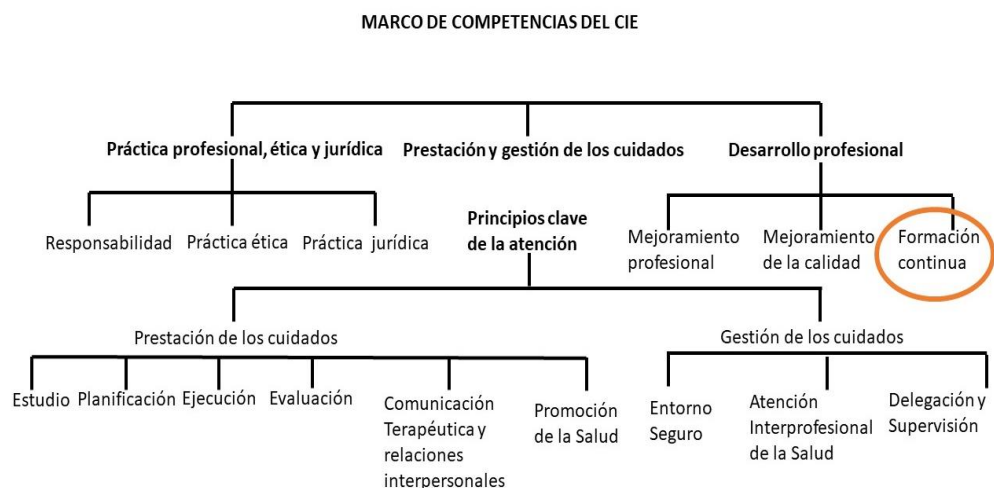 MARCO DE COMPETENCIAS DEL CIE
Práctica profesional, ética y jurídica
Prestación y gestión de los cuidados
Desarrollo profesional
Responsabilidad
Práctica ética
Práctica jurídica
Principios clave
de la atención
Mejoramiento
profesional
Mejoramiento
de la calidad
Formación
continua
Prestación de los cuidados
Gestión de los cuidados
Estudio
Planificación
Ejecución
Evaluación
Comunicación
Terapéutica y
relaciones
interpersonales
Promoción
de la Salud
Entorno
Seguro
Atención
Interprofesional
de la Salud
Delegación y
Supervisión